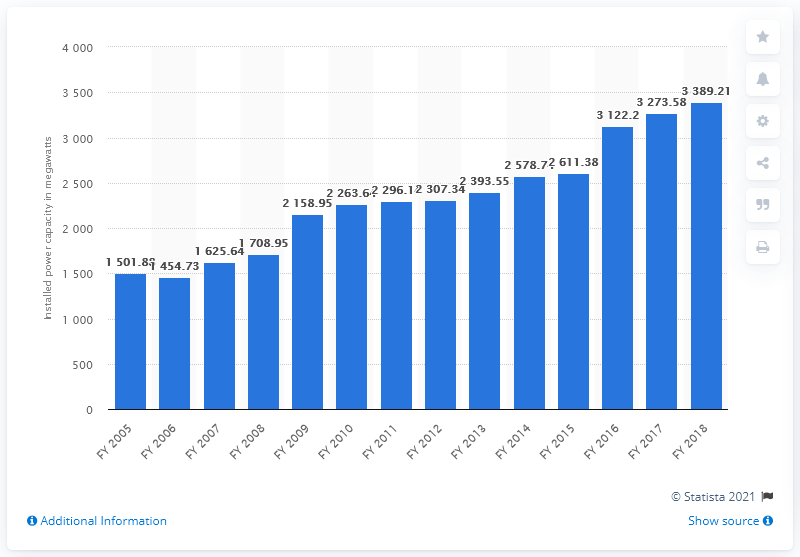 4 000
3 500
3 000
2 500
2 000
1 500
1 000
500
0
Installed power capacity in megawatts
1 454.73
1 625.64
1 708.95
2 158.95
2 307.34
2 393.55
2 611.38
3 122.2
3 273.58
3 389.21
FY 2005
FY 2006
FY 2007
FY 2008
FY 2009
FY 2010
FY 2011
FY 2012
FY 2013
FY 2014
FY 2015
FY 2016
FY 2017
FY 2018
© Statista 2021
Additional Information
Show source